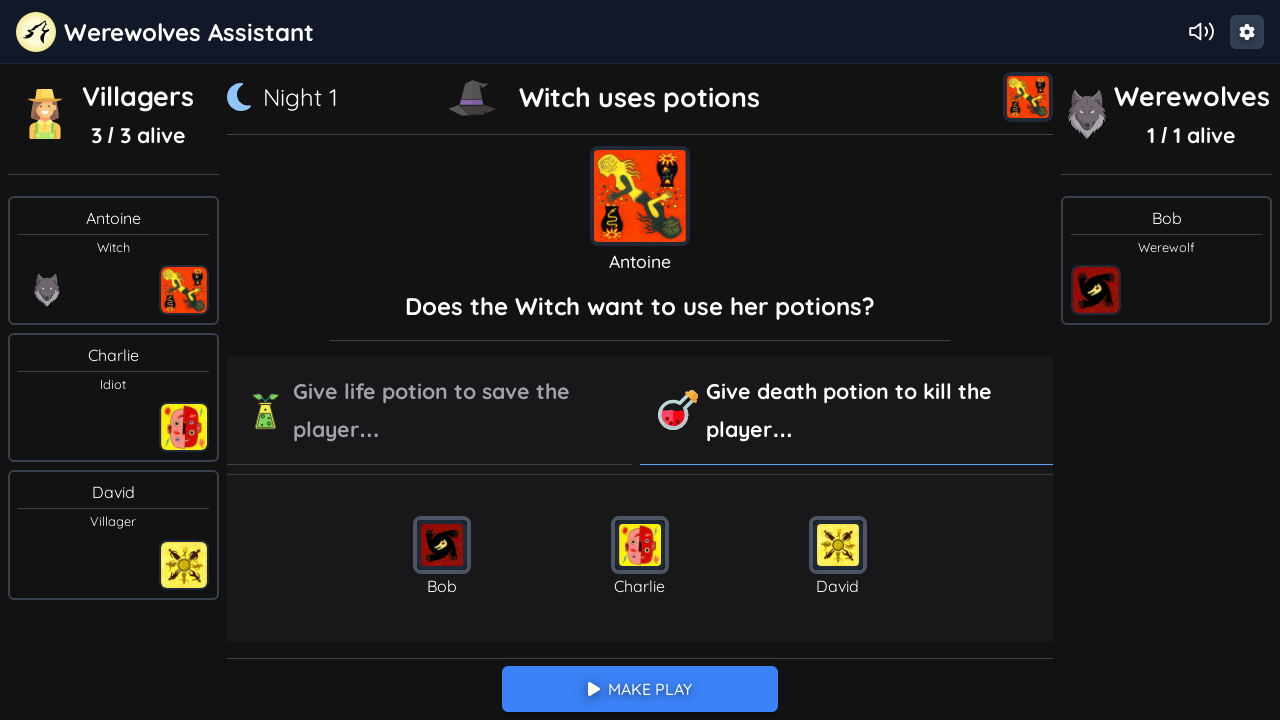 Werewolves Assistant
Villagers
3 / 3 alive
Night 1
Witch uses potions
Werewolves
1 / 1 alive
Antoine
Witch
Charlie
Idiot
David
Villager
Antoine
Does the Witch want to use her potions?
Give life potion to save the
player...
Give death potion to kill the
player...
Bob
Charlie
David
MAKE PLAY
Bob
Werewolf